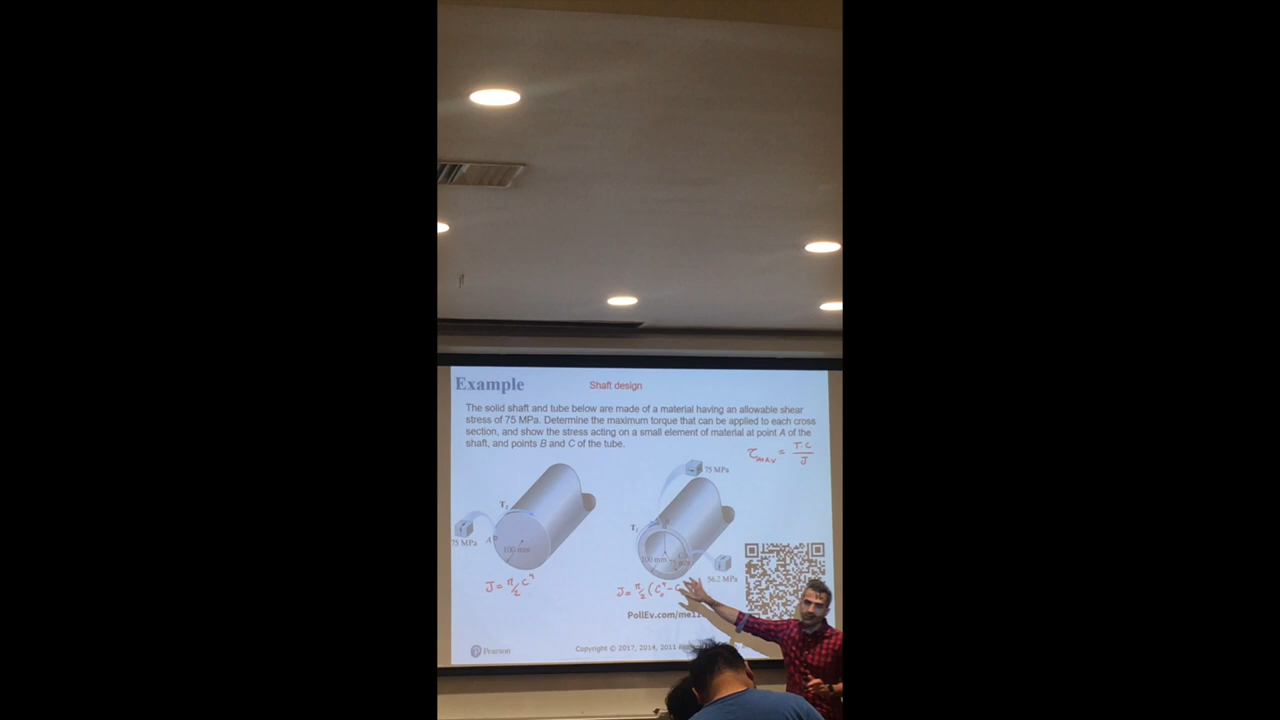 Example
Shaft design
The solid shaft and tube below are made of a material having an allowable shear
stress of 75 MPa. Determine the maximum torque that can be applied to each cross
section, and show the stress acting on a small element of material at point A of the
shaft, and points B and C of the tube.
τmax = T·C/J
75 MPa
T
75 MPa
A
100 mm
T
100 mm
56.2 MPa
J = π/2 C⁴
J = π/2 (C₀⁴ - C
PollEv.com/me1
Pearson
Copyright © 2017, 2014, 2011